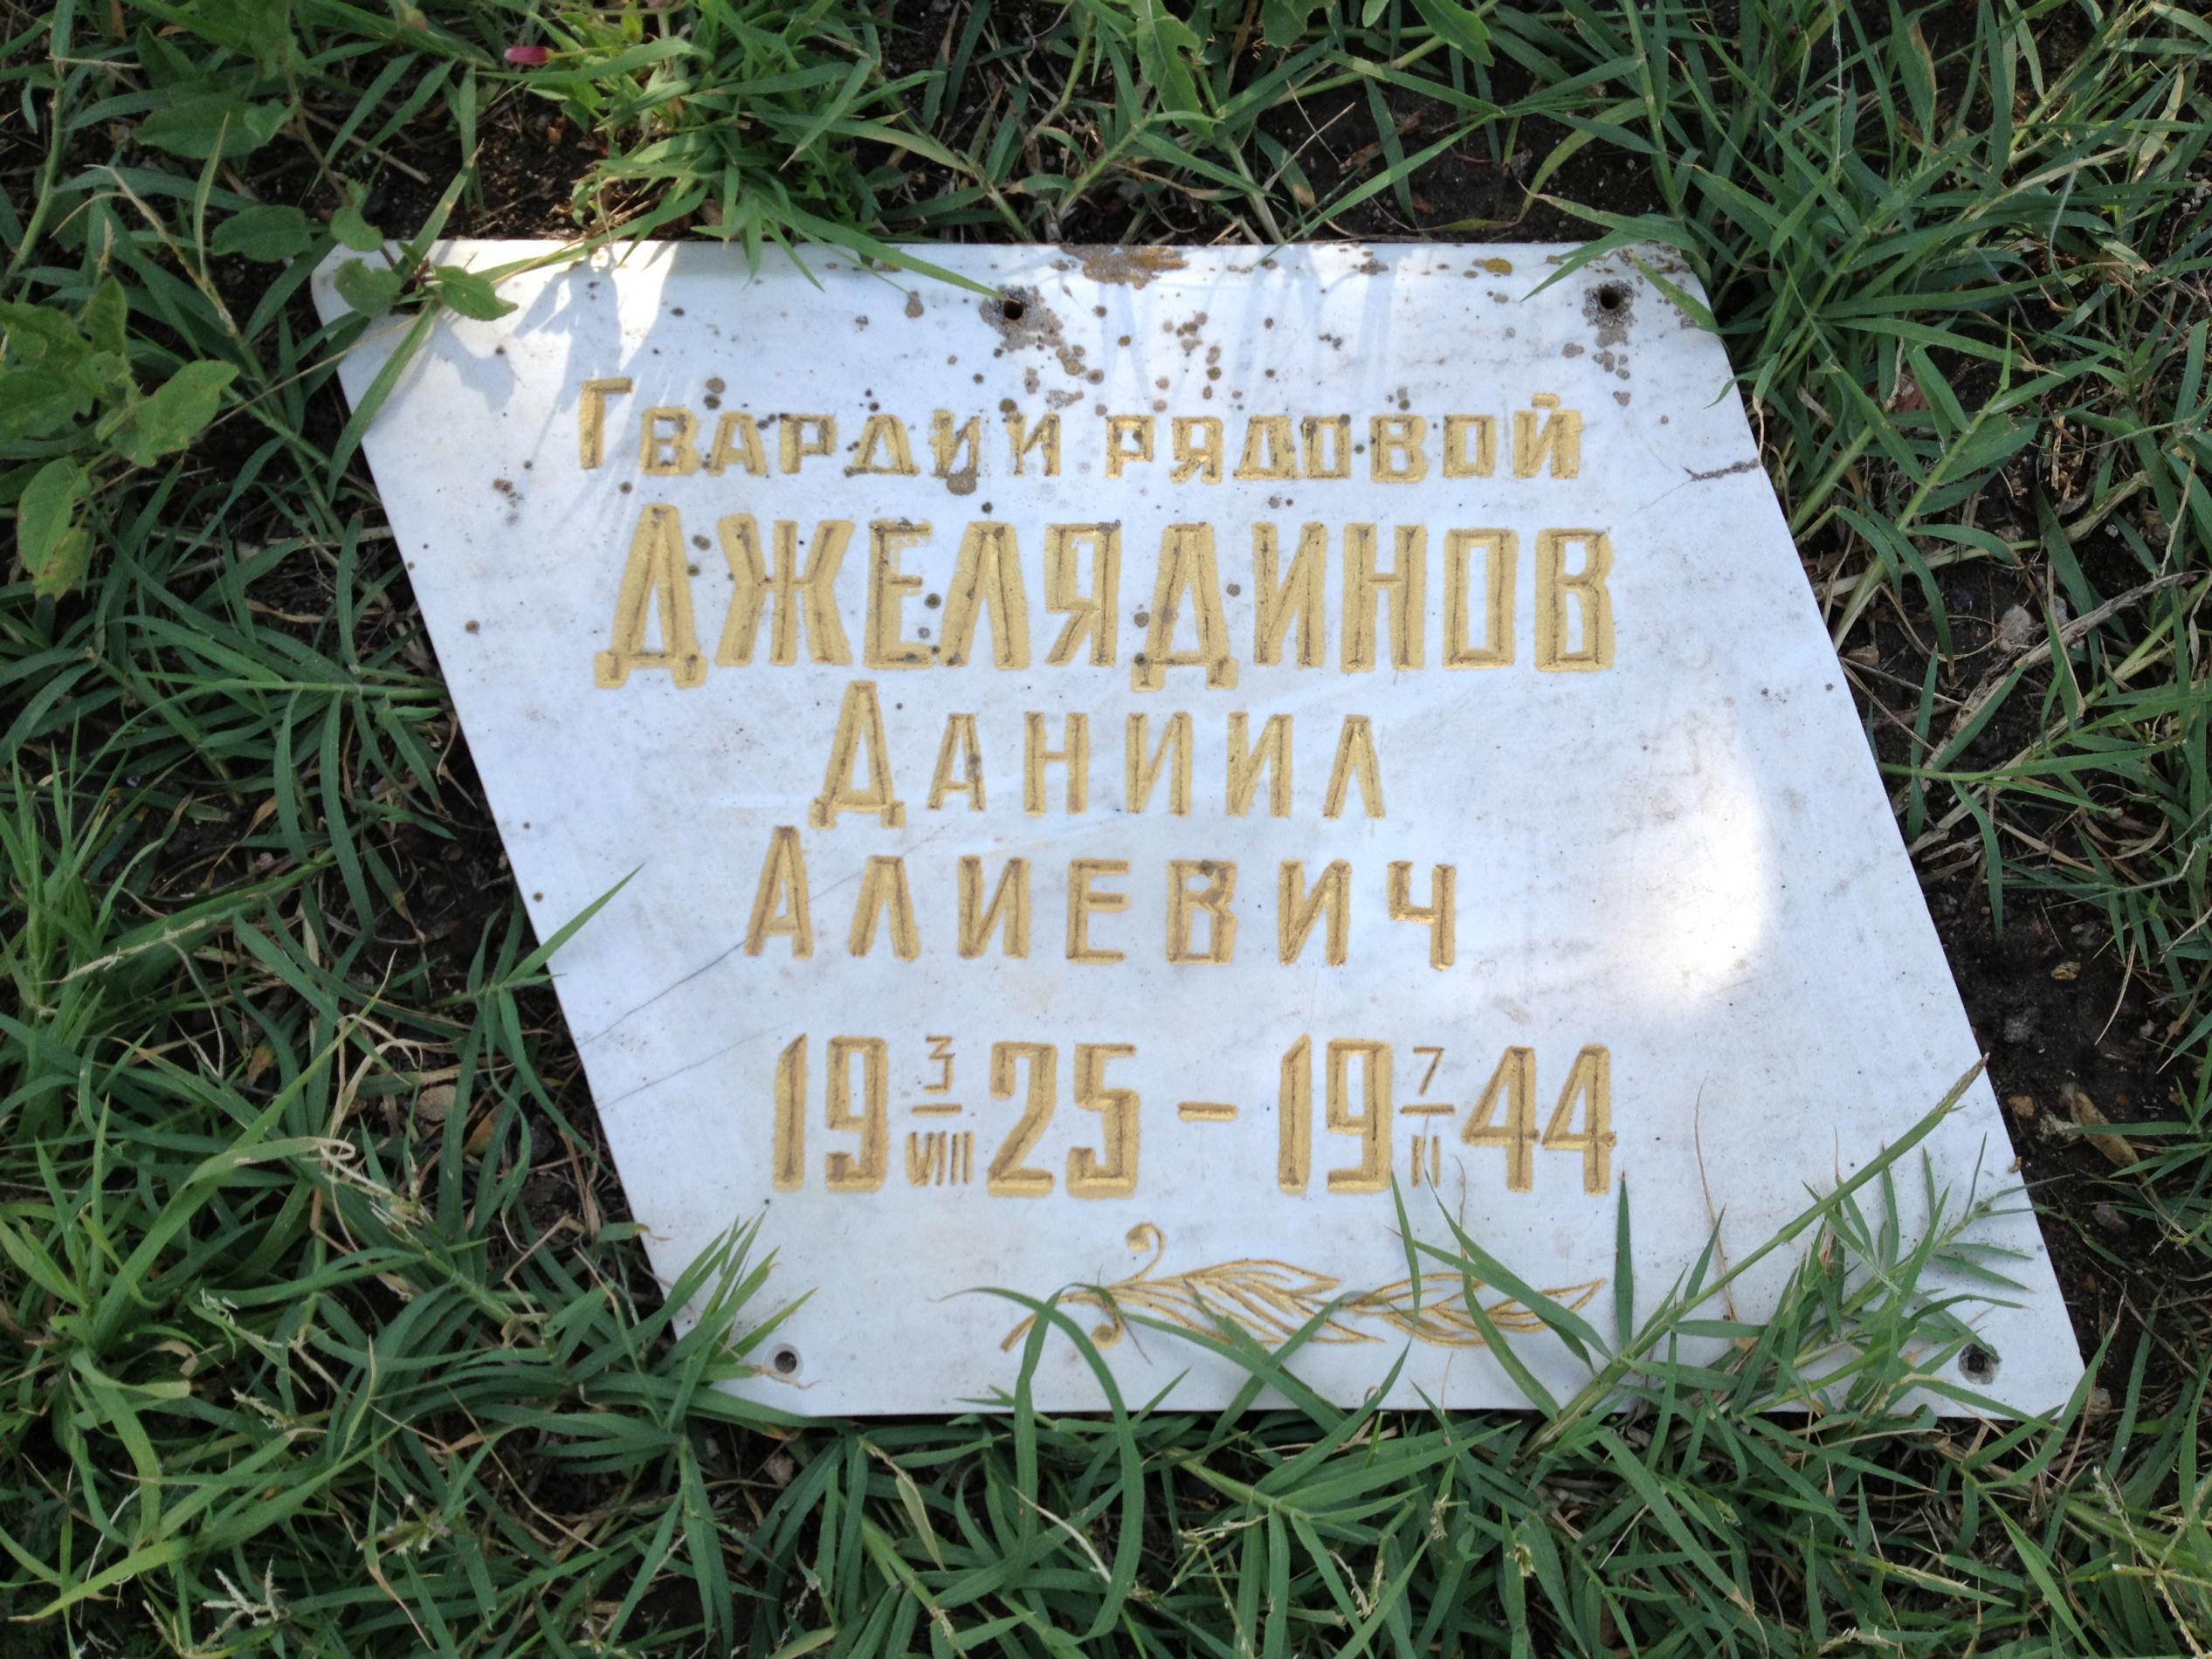 Гвардии рядовой
ДЖЕЛЯДИНОВ
Даниил
Алиевич
19 3/VIII 25 - 19 7/II 44